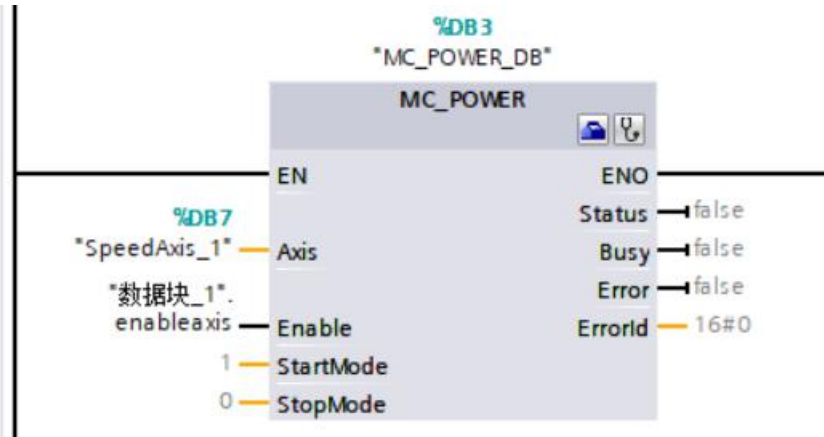 %DB3
"MC_POWER_DB"
MC_POWER
EN ENO
%DB7
Status false
"SpeedAxis_1" Axis Busy false
"数据块_1". Error false
enableaxis Enable ErrorId 16#0
1 StartMode
0 StopMode